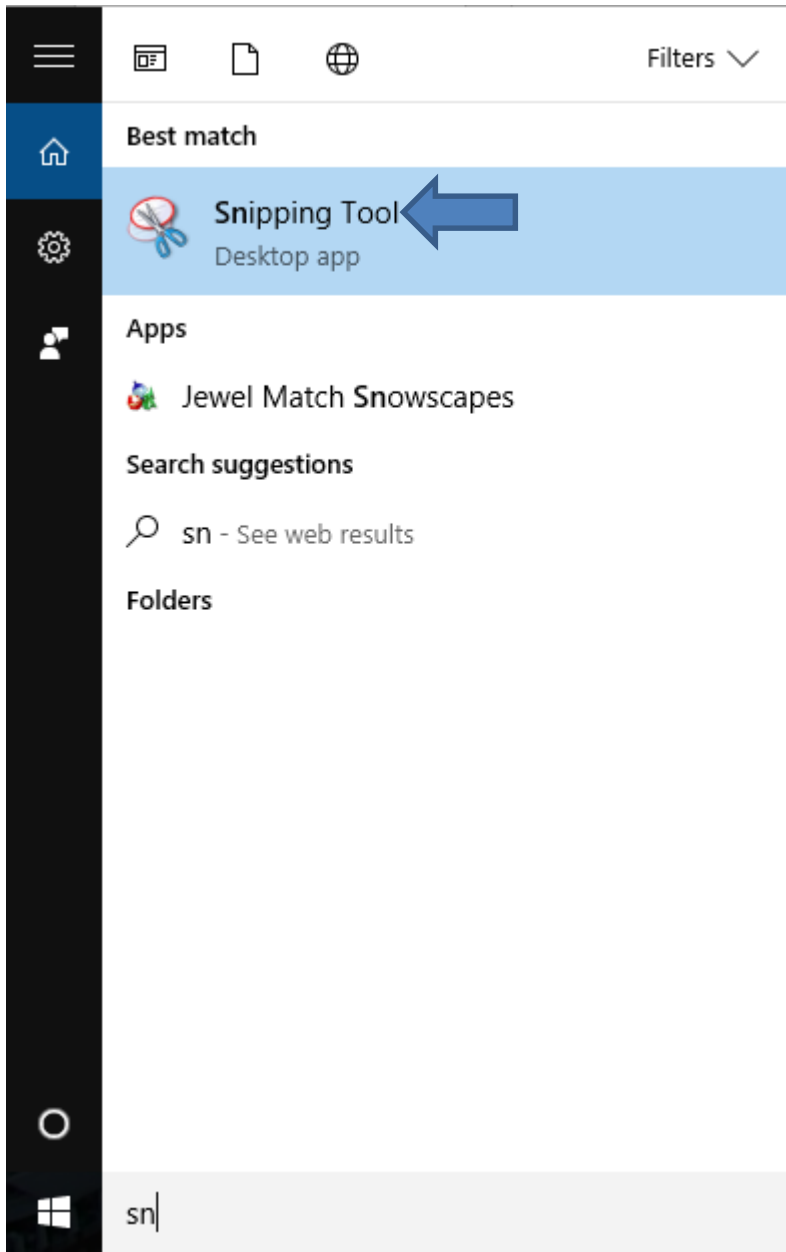 Filters
Best match
Snipping Tool
Desktop app
Apps
Jewel Match Snowscapes
Search suggestions
sn - See web results
Folders
sn